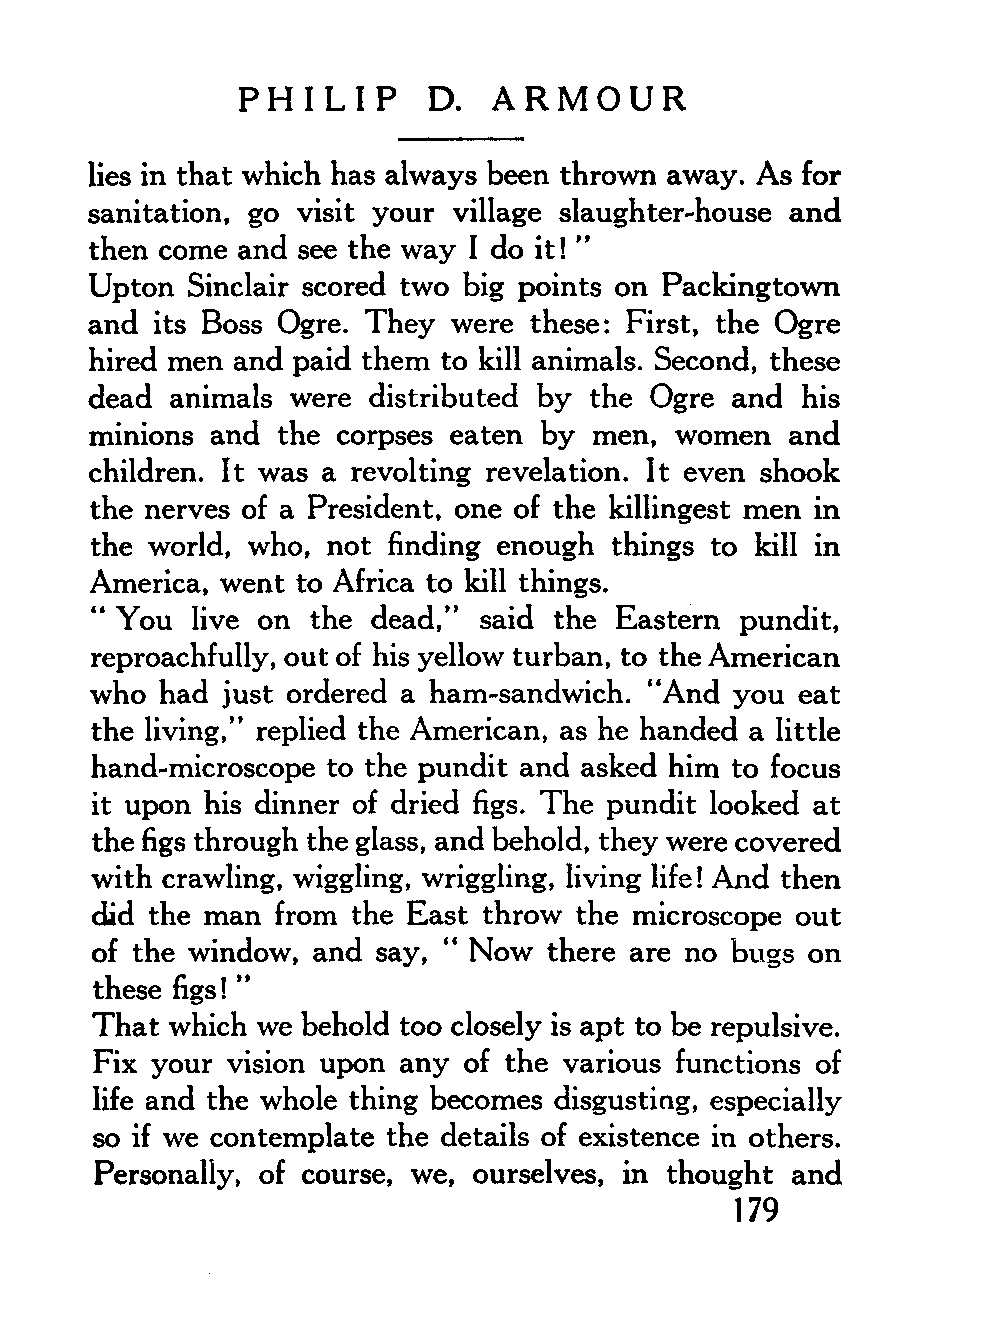 PHILIP D. ARMOUR
lies in that which has always been thrown away. As for
sanitation, go visit your village slaughter-house and
then come and see the way I do it! "
Upton Sinclair scored two big points on Packingtown
and its Boss Ogre. They were these: First, the Ogre
hired men and paid them to kill animals. Second, these
dead animals were distributed by the Ogre and his
minions and the corpses eaten by men, women and
children. It was a revolting revelation. It even shook
the nerves of a President, one of the killingest men in
the world, who, not finding enough things to kill in
America, went to Africa to kill things.
" You live on the dead," said the Eastern pundit,
reproachfully, out of his yellow turban, to the American
who had just ordered a ham-sandwich. "And you eat
the living," replied the American, as he handed a little
hand-microscope to the pundit and asked him to focus
it upon his dinner of dried figs. The pundit looked at
the figs through the glass, and behold, they were covered
with crawling, wiggling, wriggling, living life! And then
did the man from the East throw the microscope out
of the window, and say, " Now there are no bugs on
these figs! "
That which we behold too closely is apt to be repulsive.
Fix your vision upon any of the various functions of
life and the whole thing becomes disgusting, especially
so if we contemplate the details of existence in others.
Personally, of course, we, ourselves, in thought and
179